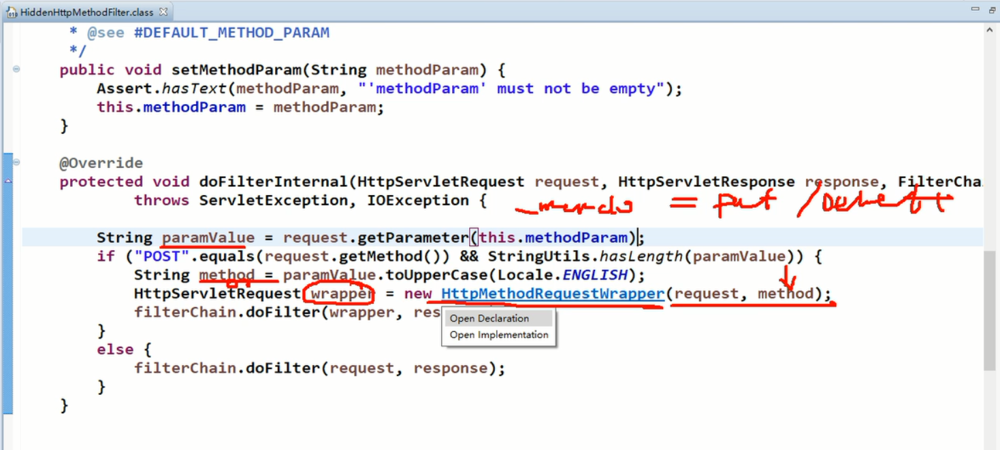 HiddenHttpMethodFilter.class
* @see #DEFAULT_METHOD_PARAM
*/
public void setMethodParam(String methodParam) {
Assert.hasText(methodParam, "'methodParam' must not be empty");
this.methodParam = methodParam;
}
@Override
protected void doFilterInternal(HttpServletRequest request, HttpServletResponse response, FilterCha
throws ServletException, IOException {
= put /
String paramValue = request.getParameter(this.methodParam);
if ("POST".equals(request.getMethod()) && StringUtils.hasLength(paramValue)) {
String method = paramValue.toUpperCase(Locale.ENGLISH);
HttpServletRequest wrapper = new HttpMethodRequestWrapper(request, method);
filterChain.doFilter(wrapper, res
Open Declaration
Open Implementation
}
else {
filterChain.doFilter(request, response);
}
}